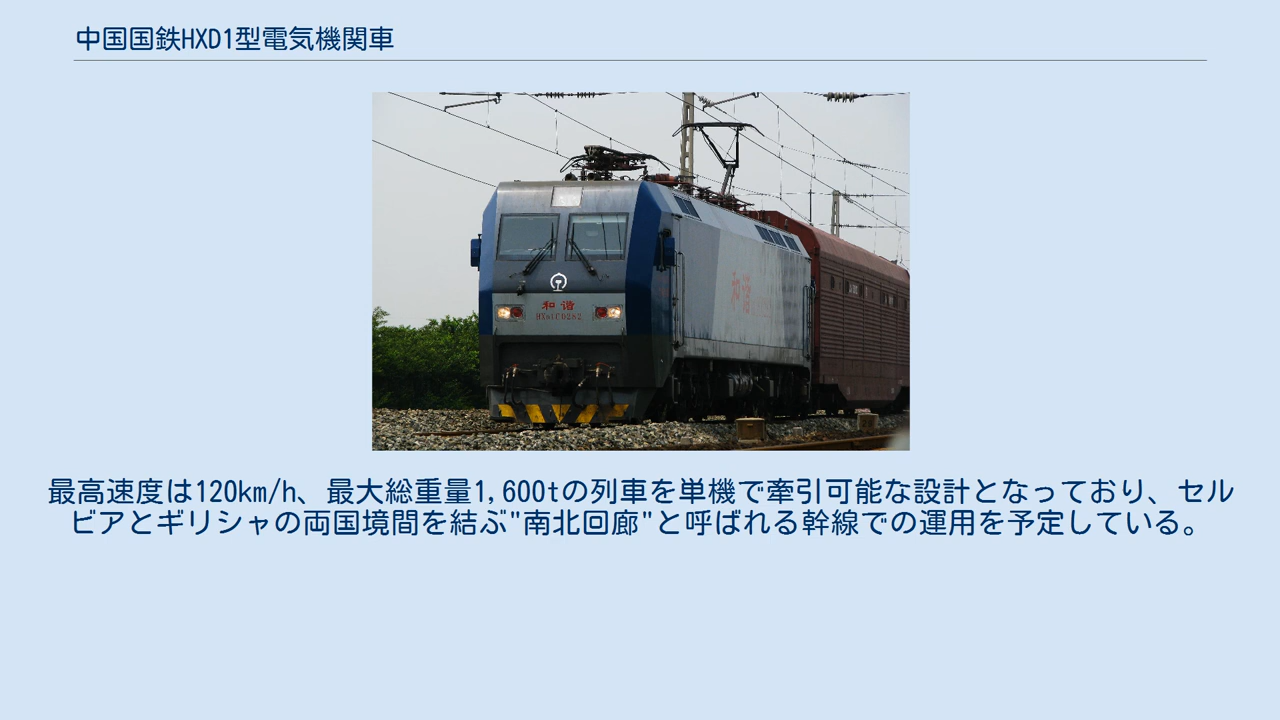 中国国鉄HXD1型電気機関車
和谐
和谐
最高速度は120km/h、最大総重量1,600tの列車を単機で牽引可能な設計となっており、セル
ビアとギリシャの両国境間を結ぶ"南北回廊"と呼ばれる幹線での運用を予定している。